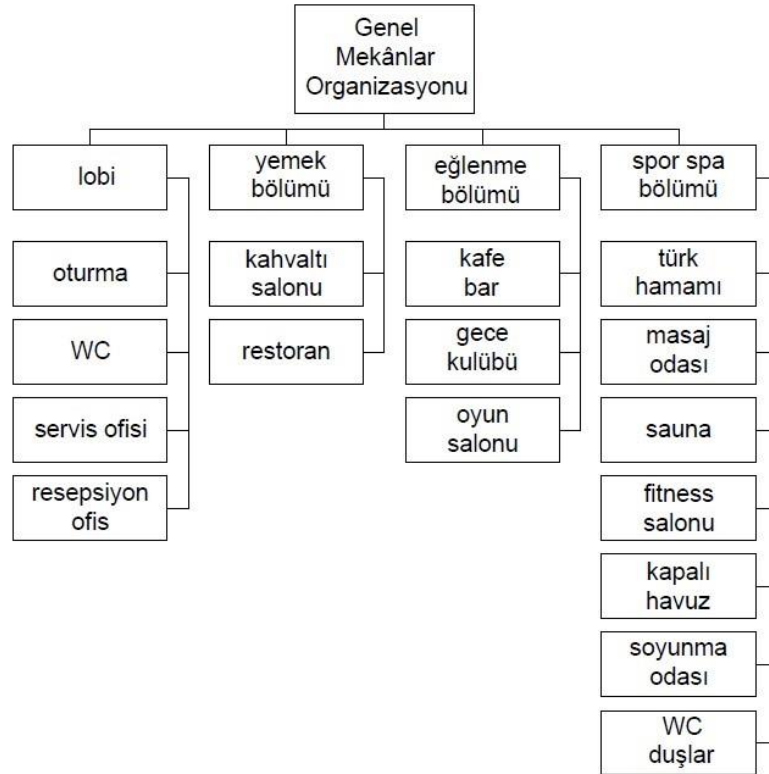 Genel
Mekânlar
Organizasyonu
lobi
yemek
bölümü
eğlenme
bölümü
spor spa
bölümü
oturma
kahvaltı
salonu
kafe
bar
türk
hamamı
WC
restoran
gece
kulübü
masaj
odası
servis ofisi
oyun
salonu
sauna
resepsiyon
ofis
fitness
salonu
kapalı
havuz
soyunma
odası
WC
duşlar